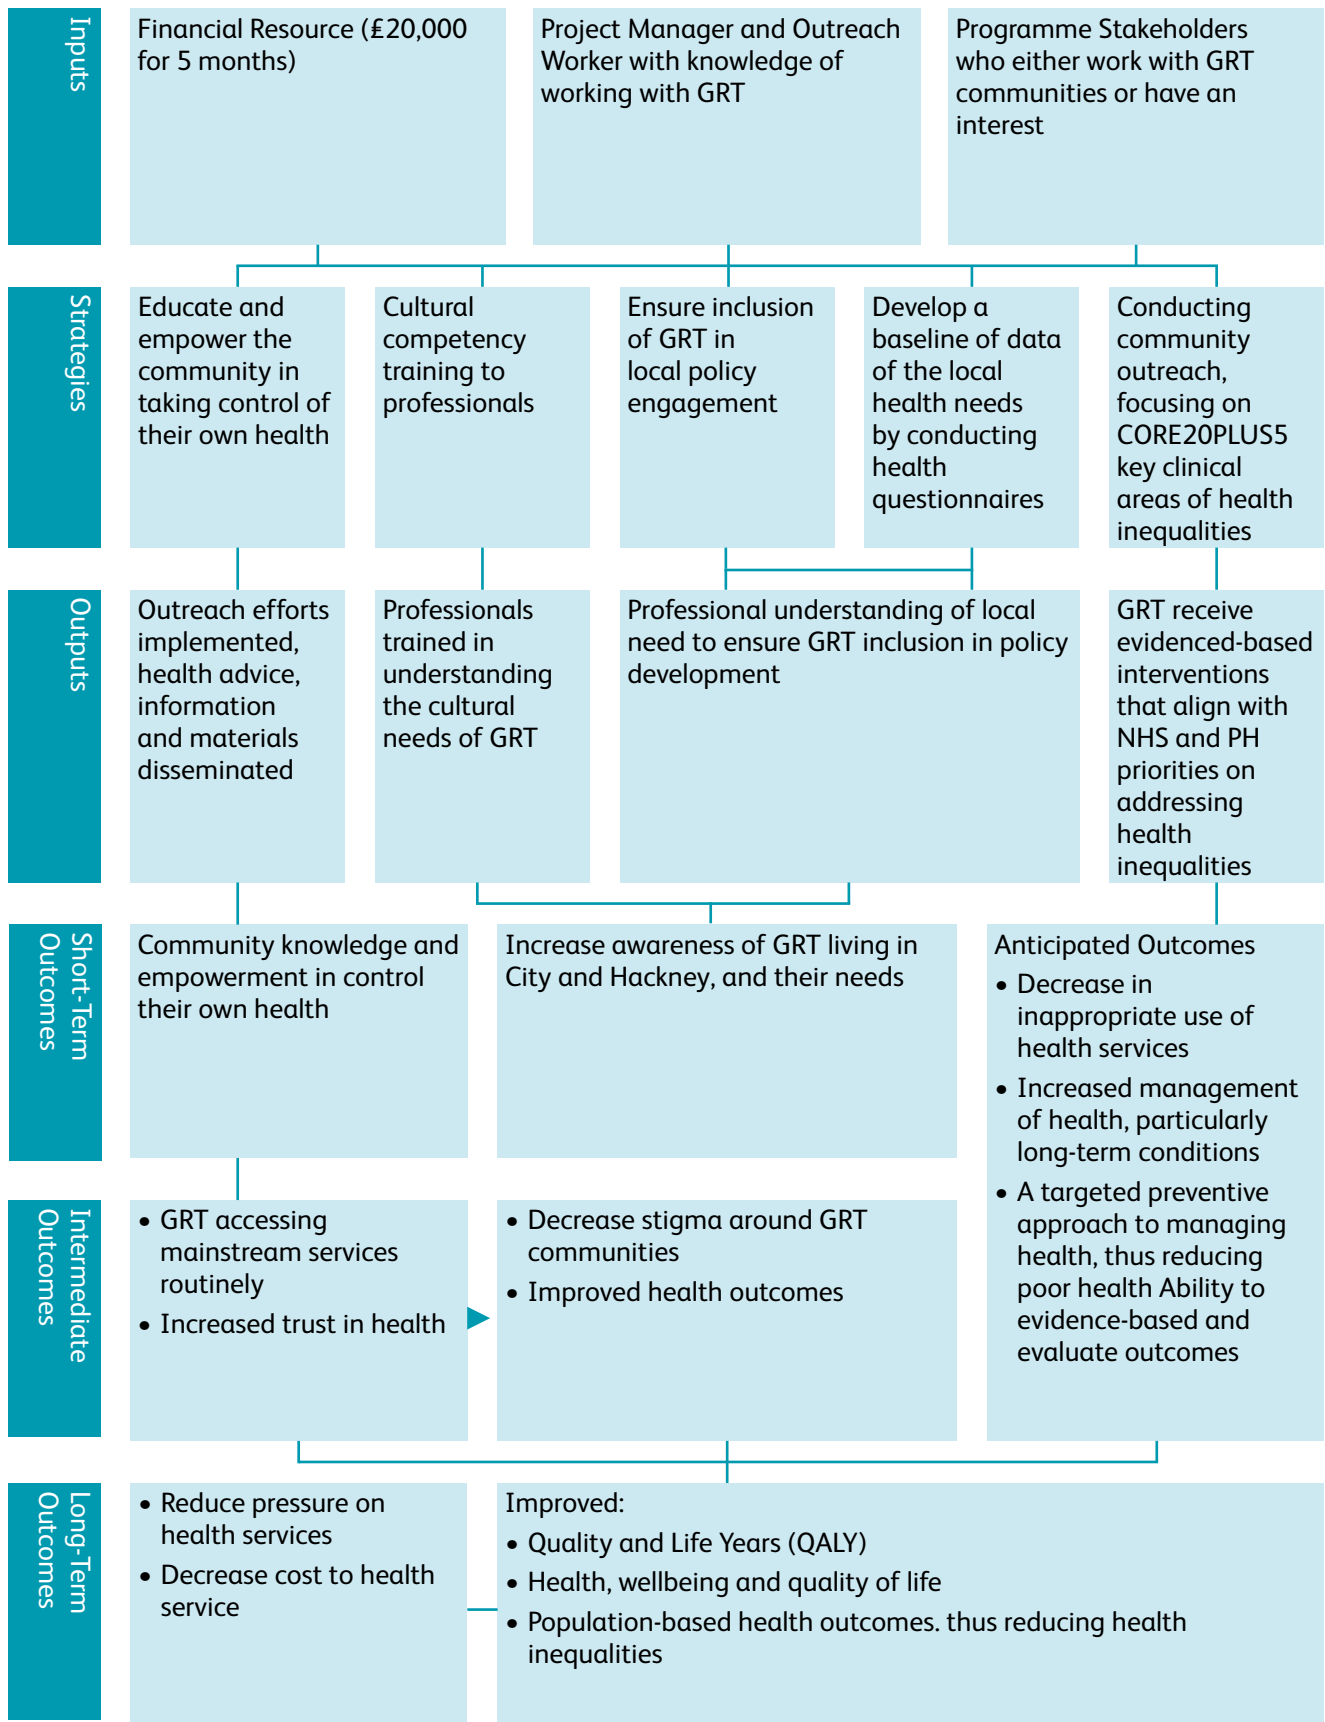 Inputs
Financial Resource (£20,000
for 5 months)
Project Manager and Outreach
Worker with knowledge of
working with GRT
Programme Stakeholders
who either work with GRT
communities or have an
interest
Strategies
Educate and
empower the
community in
taking control of
their own health
Cultural
competency
training to
professionals
Ensure inclusion
of GRT in
local policy
engagement
Develop a
baseline of data
of the local
health needs
by conducting
health
questionnaires
Conducting
community
outreach,
focusing on
CORE20PLUS5
key clinical
areas of health
inequalities
Outputs
Outreach efforts
implemented,
health advice,
information
and materials
disseminated
Professionals
trained in
understanding
the cultural
needs of GRT
Professional understanding of local
need to ensure GRT inclusion in policy
development
GRT receive
evidenced-based
interventions
that align with
NHS and PH
priorities on
addressing
health
inequalities
Short-Term
Outcomes
Community knowledge and
empowerment in control
their own health
Increase awareness of GRT living in
City and Hackney, and their needs
Anticipated Outcomes
• Decrease in
inappropriate use of
health services
• Increased management
of health, particularly
long-term conditions
• A targeted preventive
approach to managing
health, thus reducing
poor health Ability to
evidence-based and
evaluate outcomes
Intermediate
Outcomes
• GRT accessing
mainstream services
routinely
• Increased trust in health
• Decrease stigma around GRT
communities
• Improved health outcomes
Long-Term
Outcomes
• Reduce pressure on
health services
• Decrease cost to health
service
Improved:
• Quality and Life Years (QALY)
• Health, wellbeing and quality of life
• Population-based health outcomes. thus reducing health
inequalities